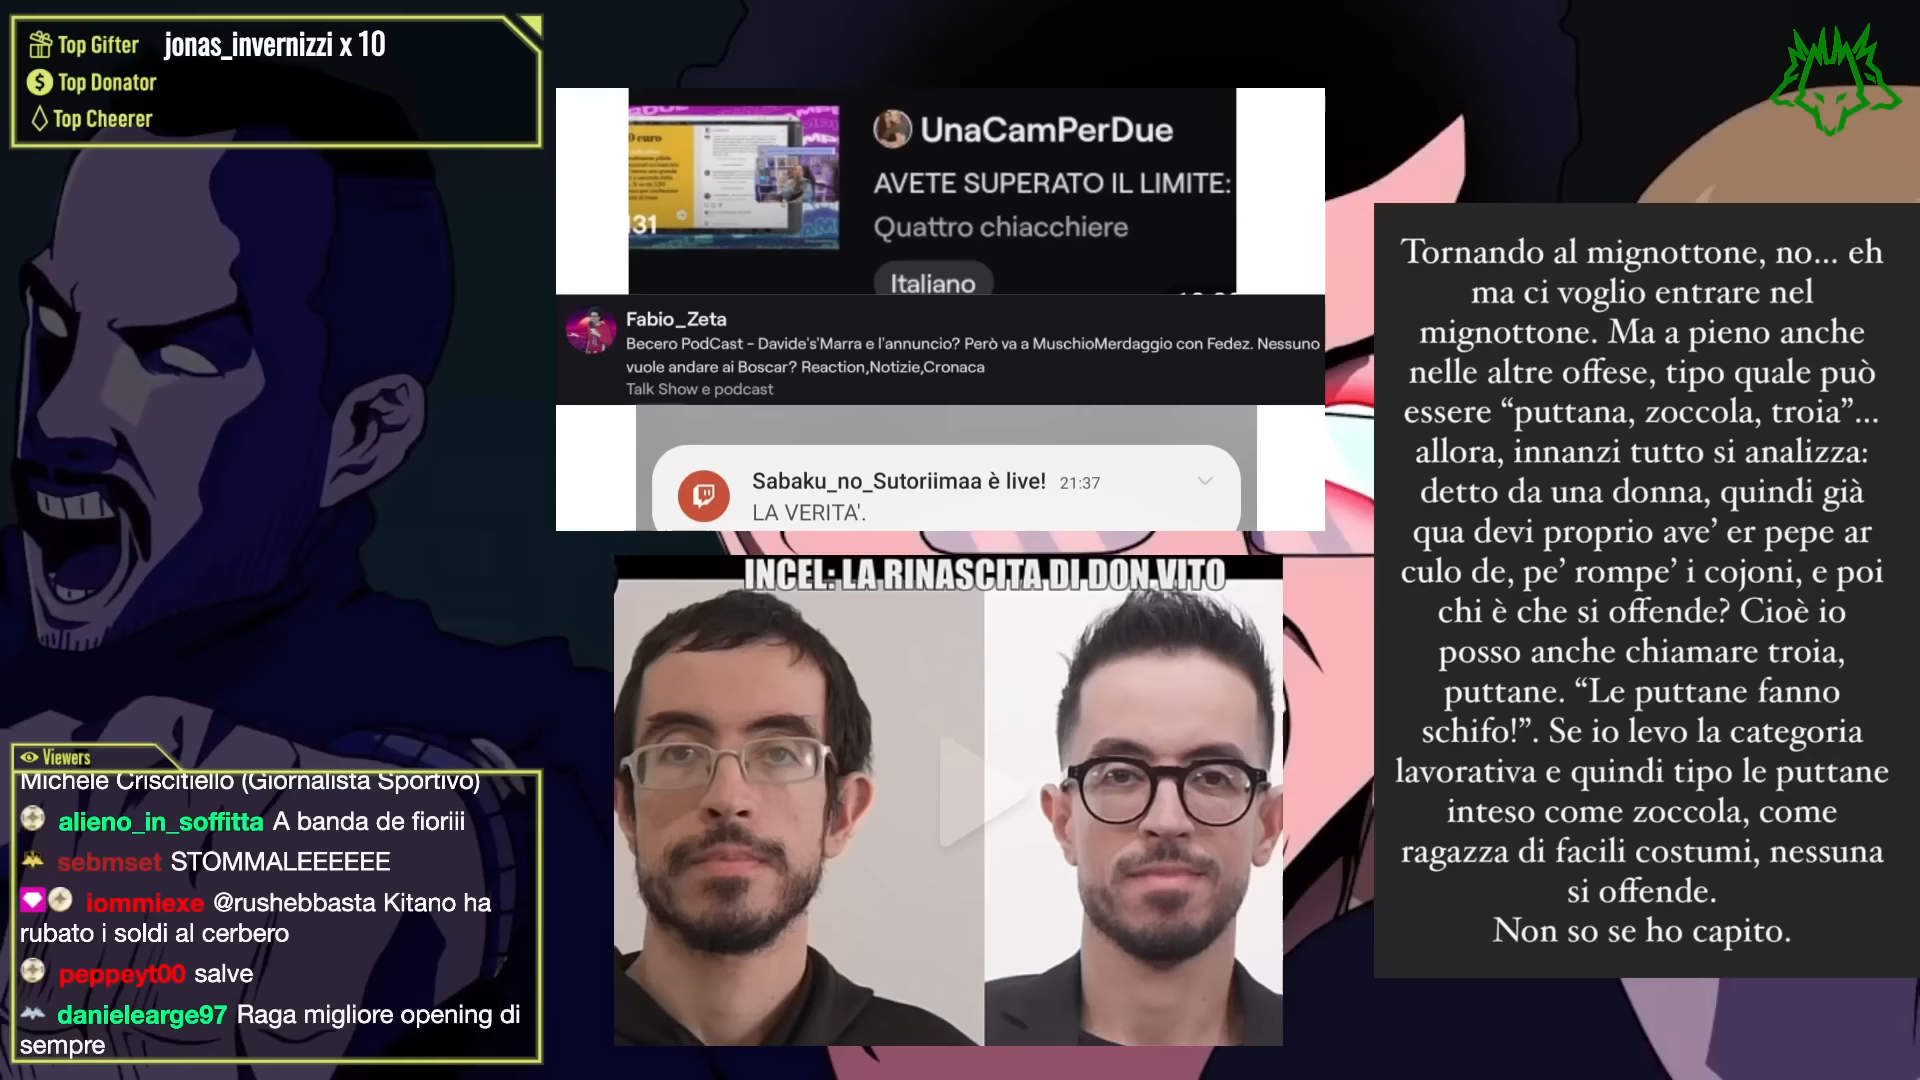 Top Gifter jonas_invernizzi x 10
Top Donator
Top Cheerer
0 euro
131
UnaCamPerDue
AVETE SUPERATO IL LIMITE:
Quattro chiacchiere
Italiano
Fabio_Zeta
Becero PodCast - Davide's'Marra e l'annuncio? Però va a MuschioMerdaggio con Fedez. Nessuno
vuole andare ai Boscar? Reaction,Notizie,Cronaca
Talk Show e podcast
Sabaku_no_Sutoriimaa è live! 21:37
LA VERITA'.
INCEL: LA RINASCITA DI DON VITO
Tornando al mignottone, no... eh
ma ci voglio entrare nel
mignottone. Ma a pieno anche
nelle altre offese, tipo quale può
essere “puttana, zoccola, troia”...
allora, innanzi tutto si analizza:
detto da una donna, quindi già
qua devi proprio ave’ er pepe ar
culo de, pe’ rompe’ i cojoni, e poi
chi è che si offende? Cioè io
posso anche chiamare troia,
puttane. “Le puttane fanno
schifo!”. Se io levo la categoria
lavorativa e quindi tipo le puttane
inteso come zoccola, come
ragazza di facili costumi, nessuna
si offende.
Non so se ho capito.
Viewers
Michele Criscitiello (Giornalista Sportivo)
alieno_in_soffitta A banda de fioriii
sebmset STOMMALEEEEEE
iommiexe @rushebbasta Kitano ha
rubato i soldi al cerbero
peppeyt00 salve
danielearge97 Raga migliore opening di
sempre